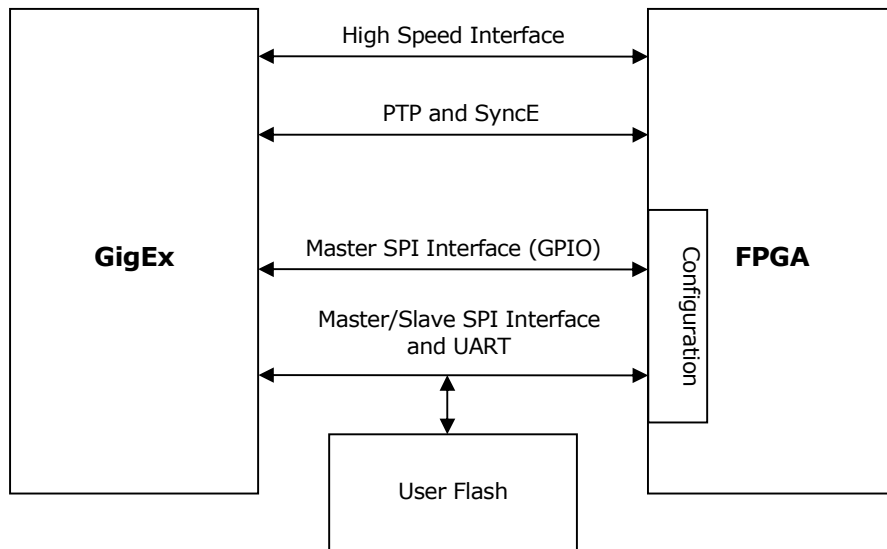 High Speed Interface
PTP and SyncE
GigEx
Master SPI Interface (GPIO)
Configuration
FPGA
Master/Slave SPI Interface
and UART
User Flash